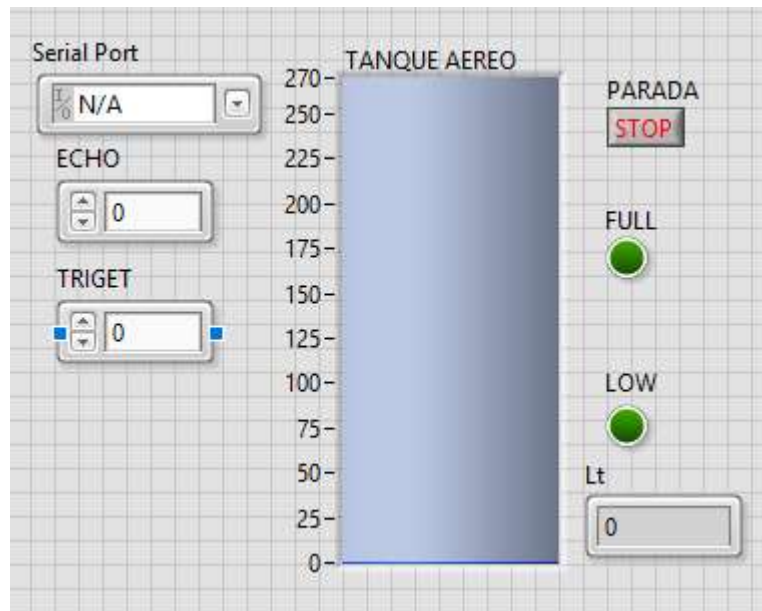 Serial Port
I/O N/A
ECHO
0
TRIGET
0
TANQUE AEREO
270
250
225
200
175
150
125
100
75
50
25
0
PARADA
STOP
FULL
LOW
Lt
0